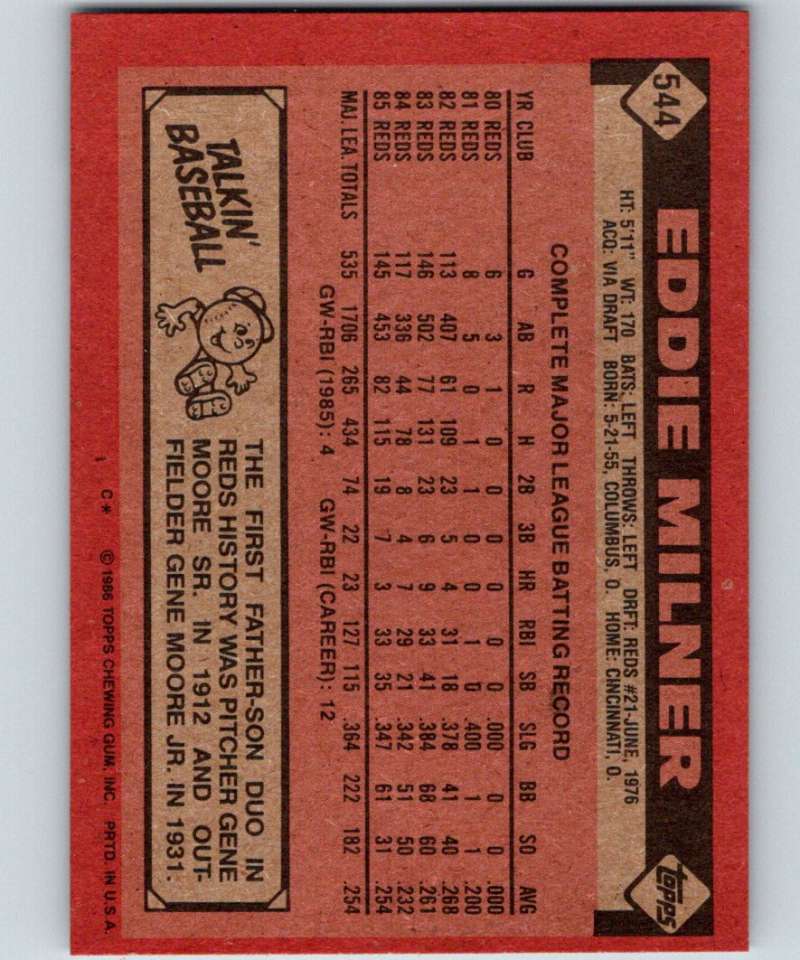 544
EDDIE MILNER
topps
HT: 5'11" WT: 170 BATS: LEFT THROWS: LEFT DRFT: REDS #21-JUNE, 1976
ACQ: VIA DRAFT BORN: 5-21-55, COLUMBUS, O. HOME: CINCINNATI, O.
COMPLETE MAJOR LEAGUE BATTING RECORD
YR CLUB G AB R H 2B 3B HR RBI SB SLG BB SO AVG
80 REDS 6 3 1 0 0 0 0 0 0 .000 0 0 .000
81 REDS 8 5 0 1 1 0 0 1 0 .400 1 1 .200
82 REDS 113 407 61 109 23 5 4 31 18 .378 41 40 .268
83 REDS 146 502 77 131 23 6 9 33 41 .384 68 60 .261
84 REDS 117 336 44 78 8 4 7 29 21 .342 51 50 .232
85 REDS 145 453 82 115 19 7 3 33 35 .347 61 31 .254
MAJ. LEA. TOTALS 535 1706 265 434 74 22 23 127 115 .364 222 182 .254
GW-RBI (1985): 4 GW-RBI (CAREER): 12
TALKIN'
BASEBALL
THE FIRST FATHER-SON DUO IN
REDS HISTORY WAS PITCHER GENE
MOORE SR. IN 1912 AND OUT-
FIELDER GENE MOORE JR. IN 1931.
C* © 1986 TOPPS CHEWING GUM, INC. PRTD. IN U.S.A.